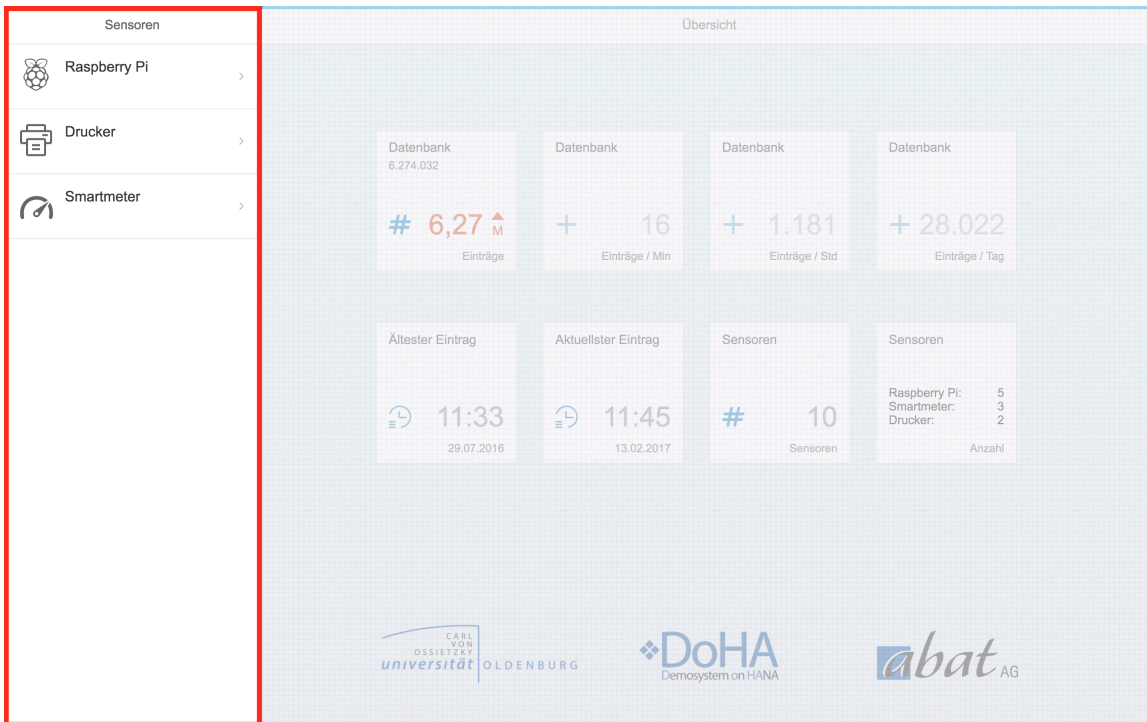 Sensoren
Raspberry Pi
Drucker
Smartmeter
Übersicht
Datenbank
6.274.032
# 6,27 M
Einträge
Datenbank
+ 16
Einträge / Min
Datenbank
+ 1.181
Einträge / Std
Datenbank
+ 28.022
Einträge / Tag
Ältester Eintrag
11:33
29.07.2016
Aktuellster Eintrag
11:45
13.02.2017
Sensoren
# 10
Sensoren
Sensoren
Raspberry Pi: 5
Smartmeter: 3
Drucker: 2
Anzahl
CARL
VON
OSSIETZKY
universität OLDENBURG
DoHA
Demosystem on HANA
abat AG